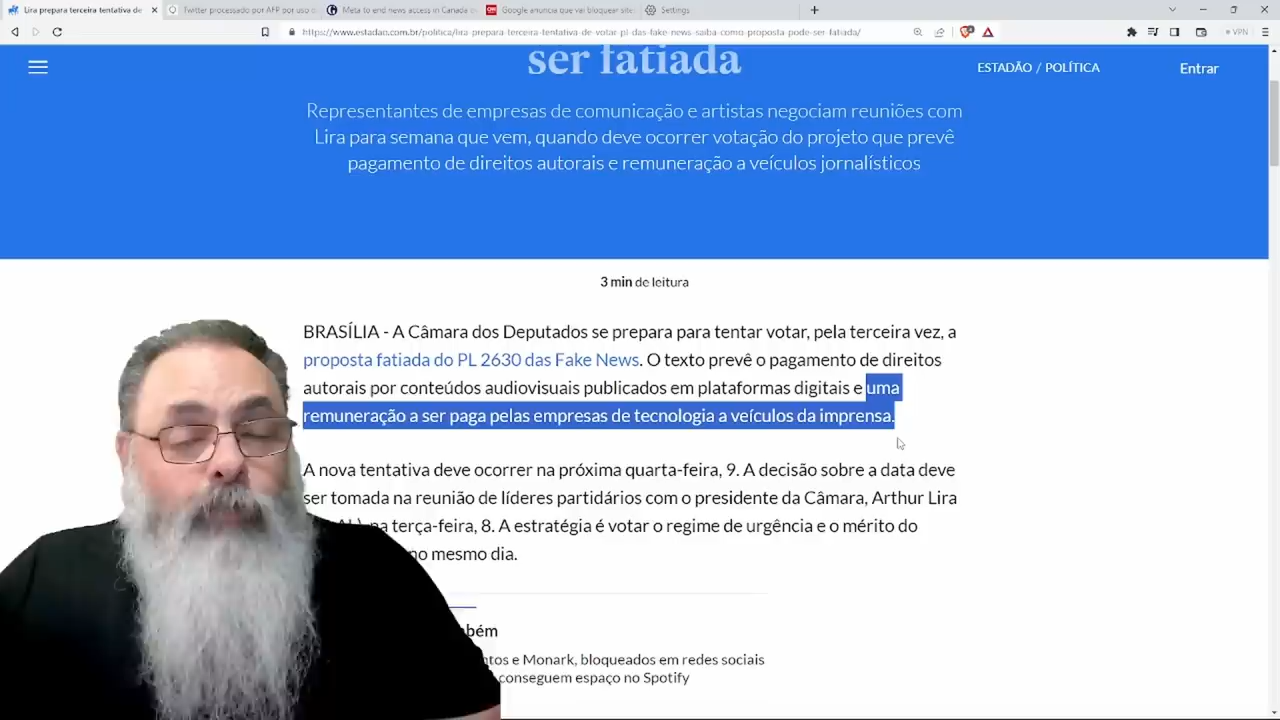 Lira prepara terceira tentativa de
Twitter processado por AFP por uso
Meta to end news access in Canada
Google anuncia que vai bloquear
Settings
https://www.estadao.com.br/politica/lira-prepara-terceira-tentativa-de-votar-pl-das-fake-news-saiba-como-proposta-pode-ser-fatiada/
VPN
ser fatiada
ESTADÃO / POLÍTICA
Entrar
Representantes de empresas de comunicação e artistas negociam reuniões com
Lira para semana que vem, quando deve ocorrer votação do projeto que prevê
pagamento de direitos autorais e remuneração a veículos jornalísticos
3 min de leitura
BRASÍLIA - A Câmara dos Deputados se prepara para tentar votar, pela terceira vez, a
proposta fatiada do PL 2630 das Fake News. O texto prevê o pagamento de direitos
autorais por conteúdos audiovisuais publicados em plataformas digitais e uma
remuneração a ser paga pelas empresas de tecnologia a veículos da imprensa.
A nova tentativa deve ocorrer na próxima quarta-feira, 9. A decisão sobre a data deve
ser tomada na reunião de líderes partidários com o presidente da Câmara, Arthur Lira
na terça-feira, 8. A estratégia é votar o regime de urgência e o mérito do
no mesmo dia.
e Monark, bloqueados em redes sociais
conseguem espaço no Spotify